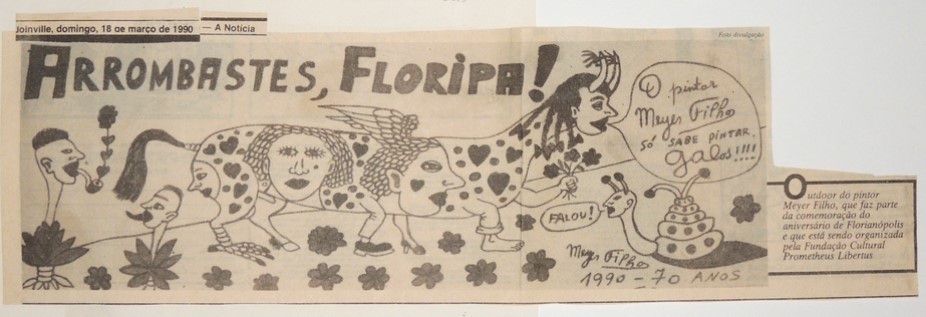 Joinville, domingo, 18 de março de 1990 — A Notícia
Foto divulgação
ARROMBASTES, FLORIPA!
O pintor
Meyer Filho
SÓ SABE PINTAR.
galos!!!!
FALOU!
Meyer Filho
1990 - 70 ANOS
Outdoor do pintor
Meyer Filho, que faz parte
da comemoração do
aniversário de Florianópolis
e que está sendo organizada
pela Fundação Cultural
Prometheus Libertus